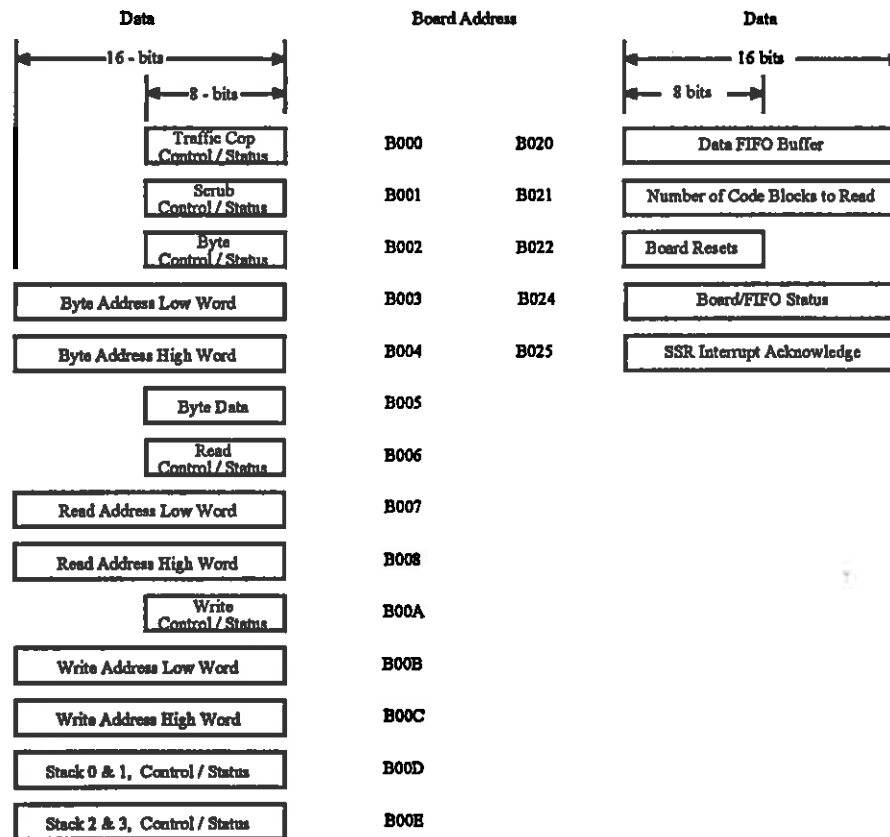 Data Board Address Data
16 - bits 16 bits
8 - bits 8 bits
Traffic Cop
Control / Status B000 B020 Data FIFO Buffer
Scrub
Control / Status B001 B021 Number of Code Blocks to Read
Byte
Control / Status B002 B022 Board Resets
Byte Address Low Word B003 B024 Board/FIFO Status
Byte Address High Word B004 B025 SSR Interrupt Acknowledge
Byte Data B005
Read
Control / Status B006
Read Address Low Word B007
Read Address High Word B008
Write
Control / Status B00A
Write Address Low Word B00B
Write Address High Word B00C
Stack 0 & 1, Control / Status B00D
Stack 2 & 3, Control / Status B00E